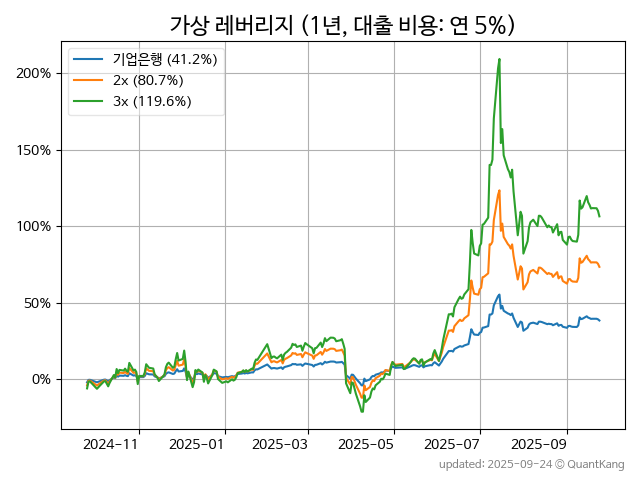 가상 레버리지 (1년, 대출 비용: 연 5%)
기업은행 (41.2%)
2x (80.7%)
3x (119.6%)
200%
150%
100%
50%
0%
2024-11
2025-01
2025-03
2025-05
2025-07
2025-09
updated: 2025-09-24 © QuantKang